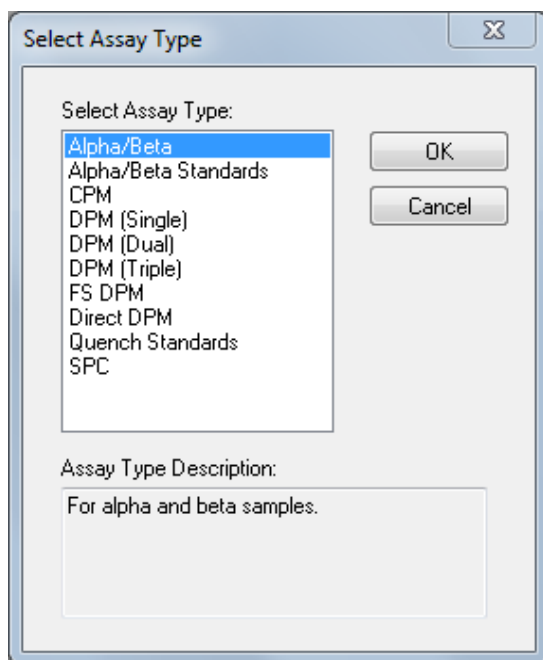 Select Assay Type
Select Assay Type:
Alpha/Beta
Alpha/Beta Standards
CPM
DPM (Single)
DPM (Dual)
DPM (Triple)
FS DPM
Direct DPM
Quench Standards
SPC
OK
Cancel
Assay Type Description:
For alpha and beta samples.